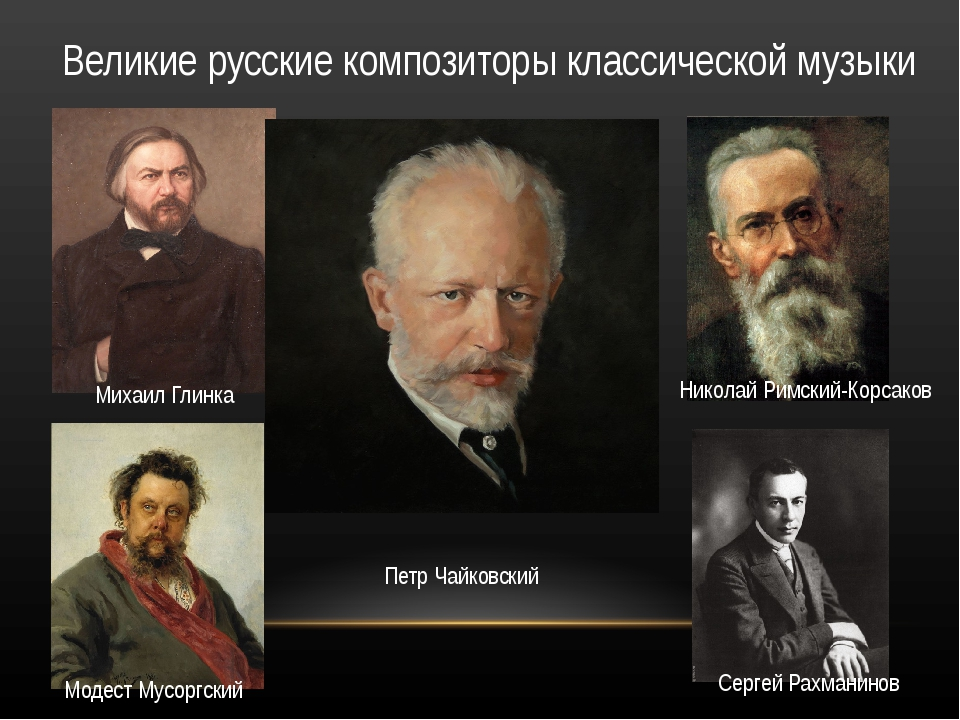 Великие русские композиторы классической музыки
Михаил Глинка
Николай Римский-Корсаков
Петр Чайковский
Модест Мусоргский
Сергей Рахманинов